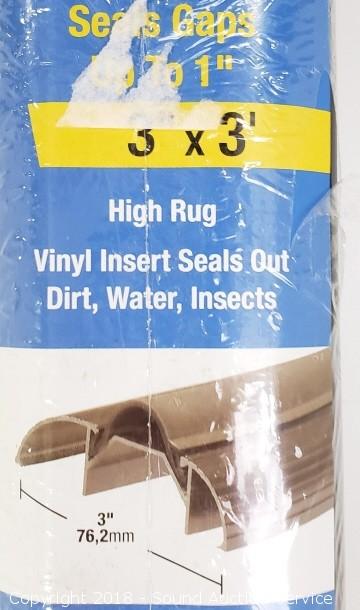 Seals Gaps
Up To 1"
3" x 3'
High Rug
Vinyl Insert Seals Out
Dirt, Water, Insects
3"
76,2mm
Copyright 2018 - Sound Auction Service